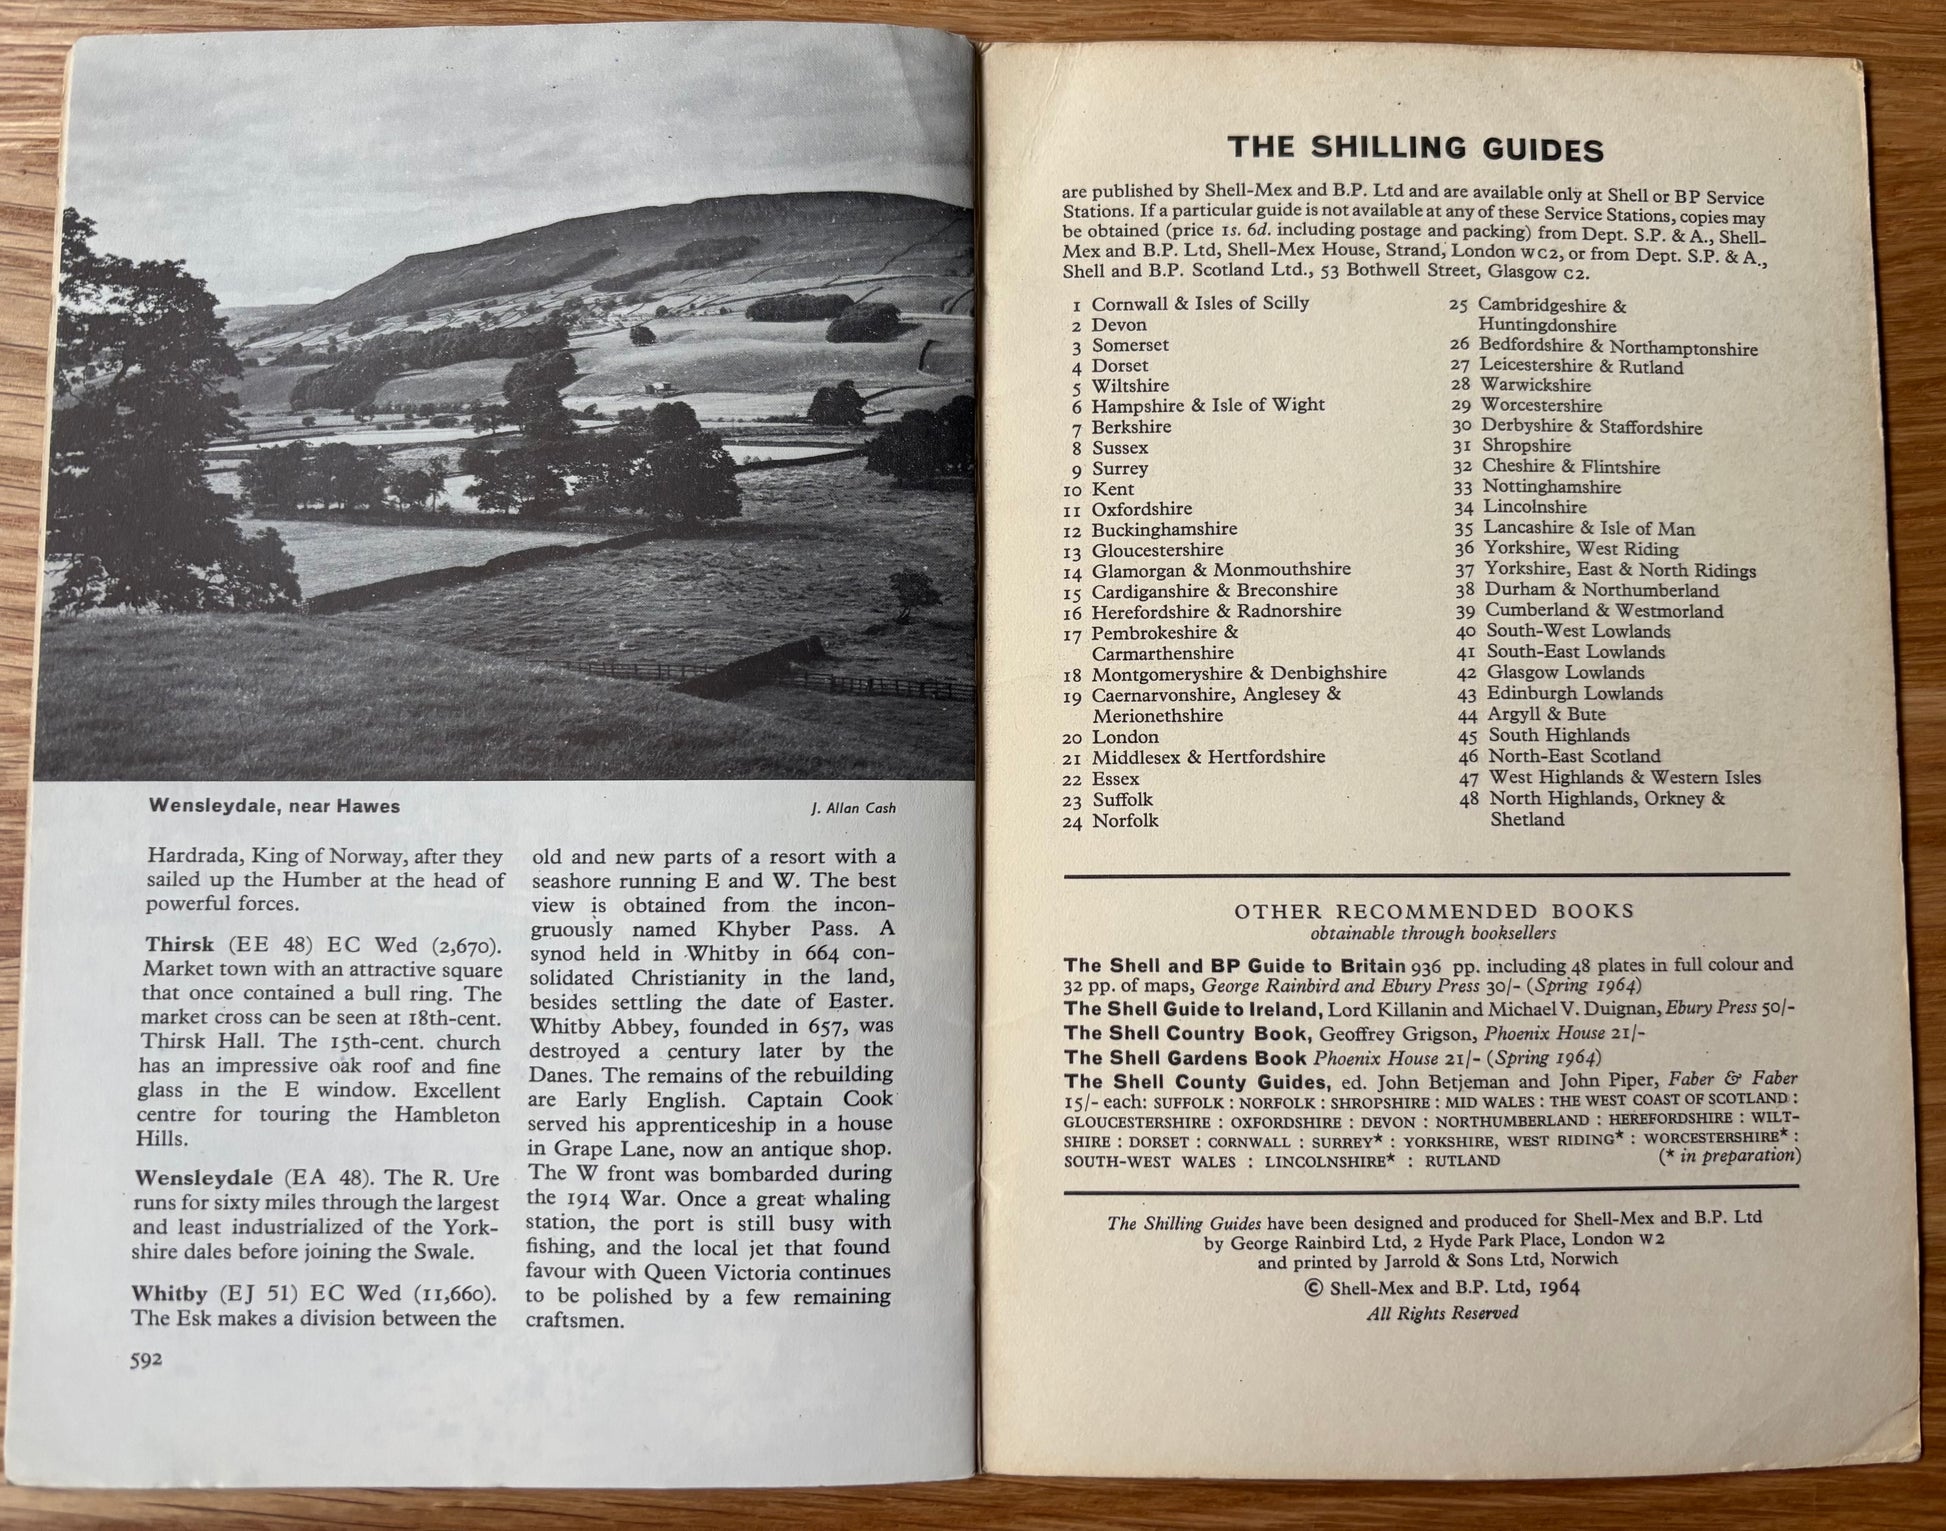 Wensleydale, near Hawes
J. Allan Cash
Hardrada, King of Norway, after they
sailed up the Humber at the head of
powerful forces.
Thirsk (EE 48) EC Wed (2,670).
Market town with an attractive square
that once contained a bull ring. The
market cross can be seen at 18th-cent.
Thirsk Hall. The 15th-cent. church
has an impressive oak roof and fine
glass in the E window. Excellent
centre for touring the Hambleton
Hills.
Wensleydale (EA 48). The R. Ure
runs for sixty miles through the largest
and least industrialized of the York-
shire dales before joining the Swale.
Whitby (EJ 51) EC Wed (11,660).
The Esk makes a division between the
592
old and new parts of a resort with a
seashore running E and W. The best
view is obtained from the incon-
gruously named Khyber Pass. A
synod held in Whitby in 664 con-
solidated Christianity in the land,
besides settling the date of Easter.
Whitby Abbey, founded in 657, was
destroyed a century later by the
Danes. The remains of the rebuilding
are Early English. Captain Cook
served his apprenticeship in a house
in Grape Lane, now an antique shop.
The W front was bombarded during
the 1914 War. Once a great whaling
station, the port is still busy with
fishing, and the local jet that found
favour with Queen Victoria continues
to be polished by a few remaining
craftsmen.
THE SHILLING GUIDES
are published by Shell-Mex and B.P. Ltd and are available only at Shell or BP Service
Stations. If a particular guide is not available at any of these Service Stations, copies may
be obtained (price 1s. 6d. including postage and packing) from Dept. S.P. & A., Shell-
Mex and B.P. Ltd, Shell-Mex House, Strand, London WC2, or from Dept. S.P. & A.,
Shell and B.P. Scotland Ltd., 53 Bothwell Street, Glasgow C2.
1 Cornwall & Isles of Scilly
2 Devon
3 Somerset
4 Dorset
5 Wiltshire
6 Hampshire & Isle of Wight
7 Berkshire
8 Sussex
9 Surrey
10 Kent
11 Oxfordshire
12 Buckinghamshire
13 Gloucestershire
14 Glamorgan & Monmouthshire
15 Cardiganshire & Breconshire
16 Herefordshire & Radnorshire
17 Pembrokeshire &
Carmarthenshire
18 Montgomeryshire & Denbighshire
19 Caernarvonshire, Anglesey &
Merionethshire
20 London
21 Middlesex & Hertfordshire
22 Essex
23 Suffolk
24 Norfolk
25 Cambridgeshire &
Huntingdonshire
26 Bedfordshire & Northamptonshire
27 Leicestershire & Rutland
28 Warwickshire
29 Worcestershire
30 Derbyshire & Staffordshire
31 Shropshire
32 Cheshire & Flintshire
33 Nottinghamshire
34 Lincolnshire
35 Lancashire & Isle of Man
36 Yorkshire, West Riding
37 Yorkshire, East & North Ridings
38 Durham & Northumberland
39 Cumberland & Westmorland
40 South-West Lowlands
41 South-East Lowlands
42 Glasgow Lowlands
43 Edinburgh Lowlands
44 Argyll & Bute
45 South Highlands
46 North-East Scotland
47 West Highlands & Western Isles
48 North Highlands, Orkney &
Shetland
OTHER RECOMMENDED BOOKS
obtainable through booksellers
The Shell and BP Guide to Britain 936 pp. including 48 plates in full colour and
32 pp. of maps, George Rainbird and Ebury Press 30/- (Spring 1964)
The Shell Guide to Ireland, Lord Killanin and Michael V. Duignan, Ebury Press 50/-
The Shell Country Book, Geoffrey Grigson, Phoenix House 21/-
The Shell Gardens Book Phoenix House 21/- (Spring 1964)
The Shell County Guides, ed. John Betjeman and John Piper, Faber & Faber
15/- each: SUFFOLK : NORFOLK : SHROPSHIRE : MID WALES : THE WEST COAST OF SCOTLAND :
GLOUCESTERSHIRE : OXFORDSHIRE : DEVON : NORTHUMBERLAND : HEREFORDSHIRE : WILT-
SHIRE : DORSET : CORNWALL : SURREY* : YORKSHIRE, WEST RIDING* : WORCESTERSHIRE* :
SOUTH-WEST WALES : LINCOLNSHIRE* : RUTLAND (* in preparation)
The Shilling Guides have been designed and produced for Shell-Mex and B.P. Ltd
by George Rainbird Ltd, 2 Hyde Park Place, London W2
and printed by Jarrold & Sons Ltd, Norwich
© Shell-Mex and B.P. Ltd, 1964
All Rights Reserved